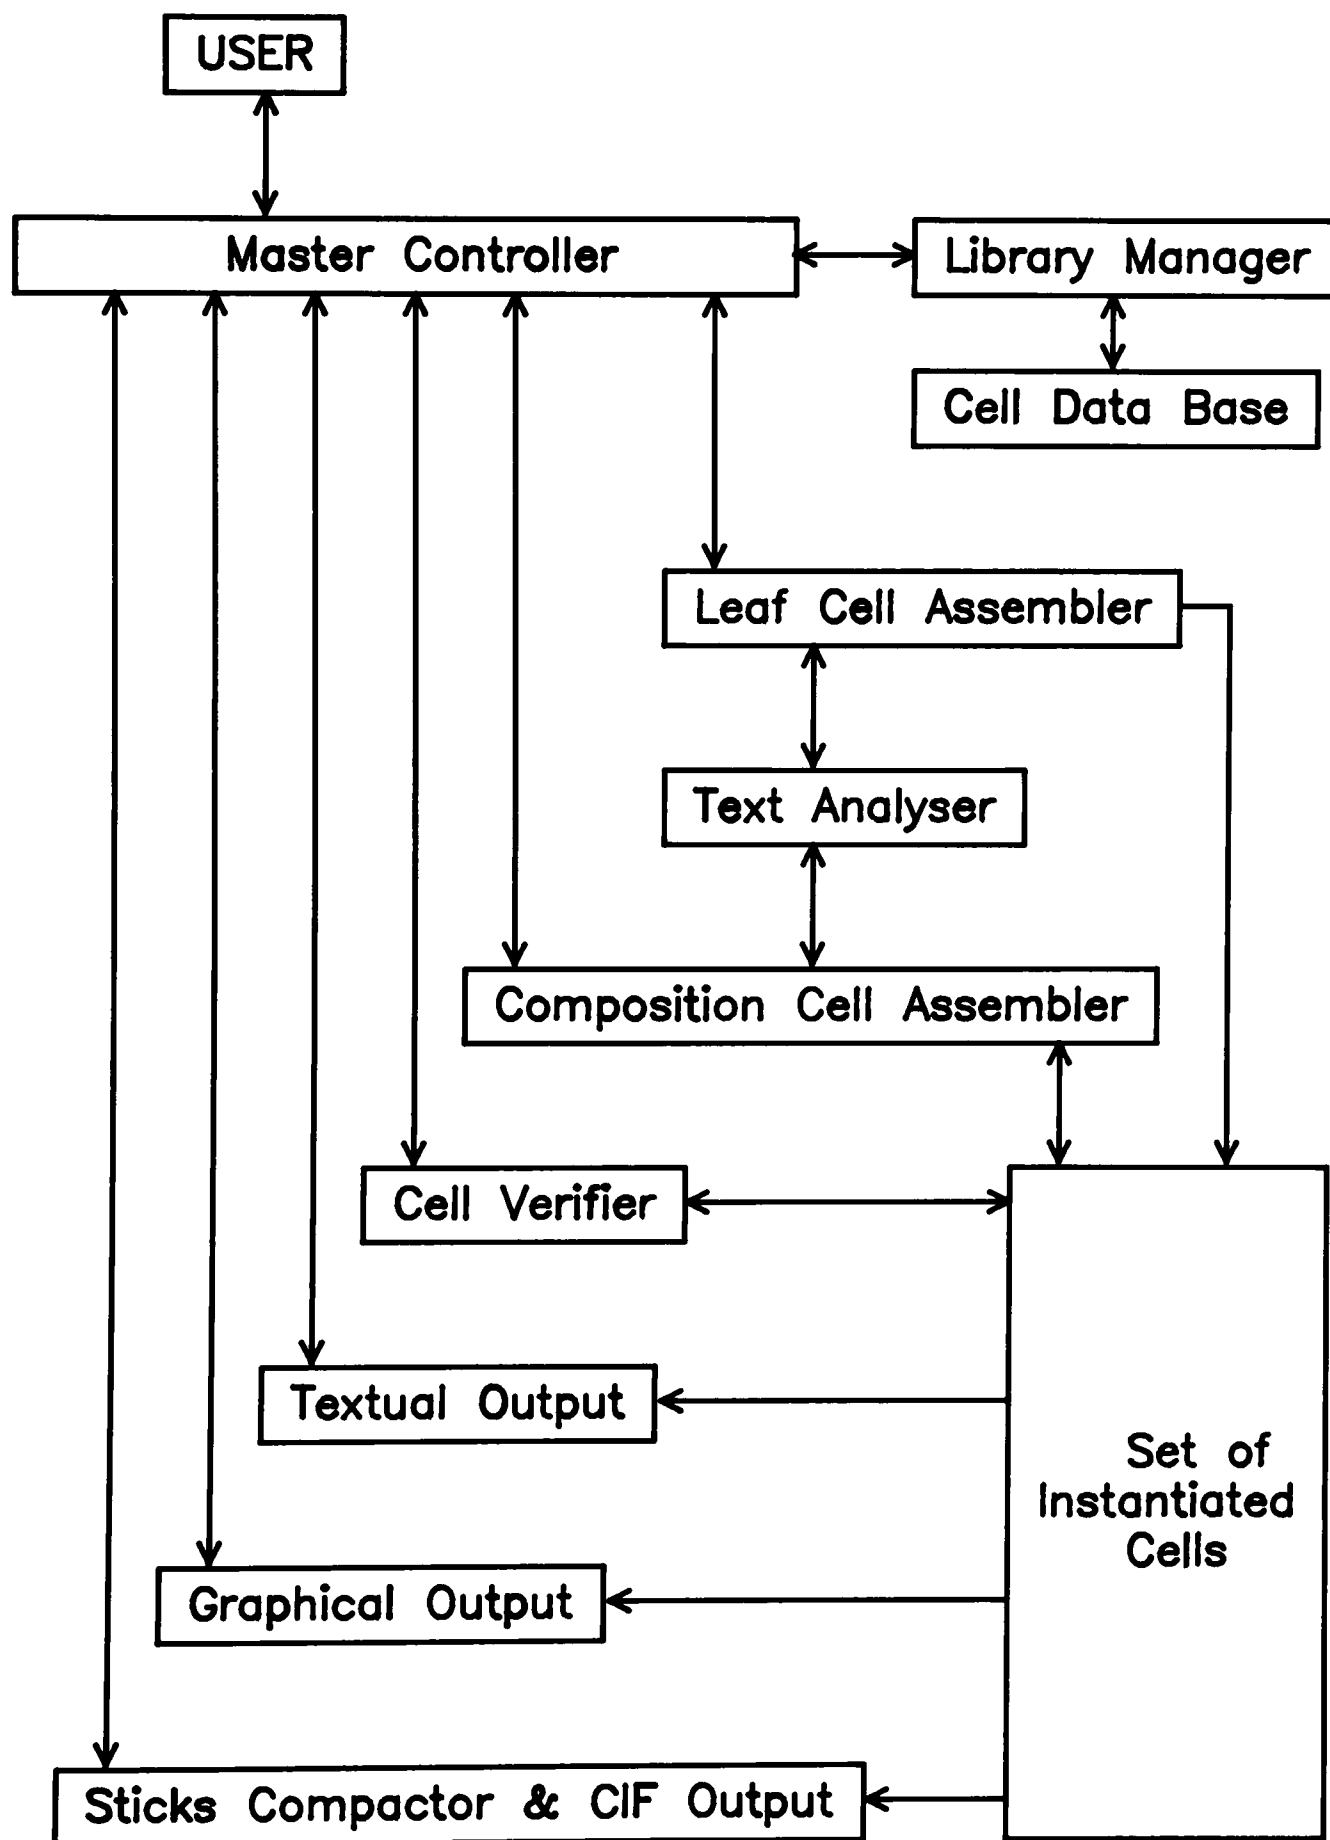 USER
Master Controller
Library Manager
Cell Data Base
Leaf Cell Assembler
Text Analyser
Composition Cell Assembler
Cell Verifier
Textual Output
Set of
Instantiated
Cells
Graphical Output
Sticks Compactor & CIF Output